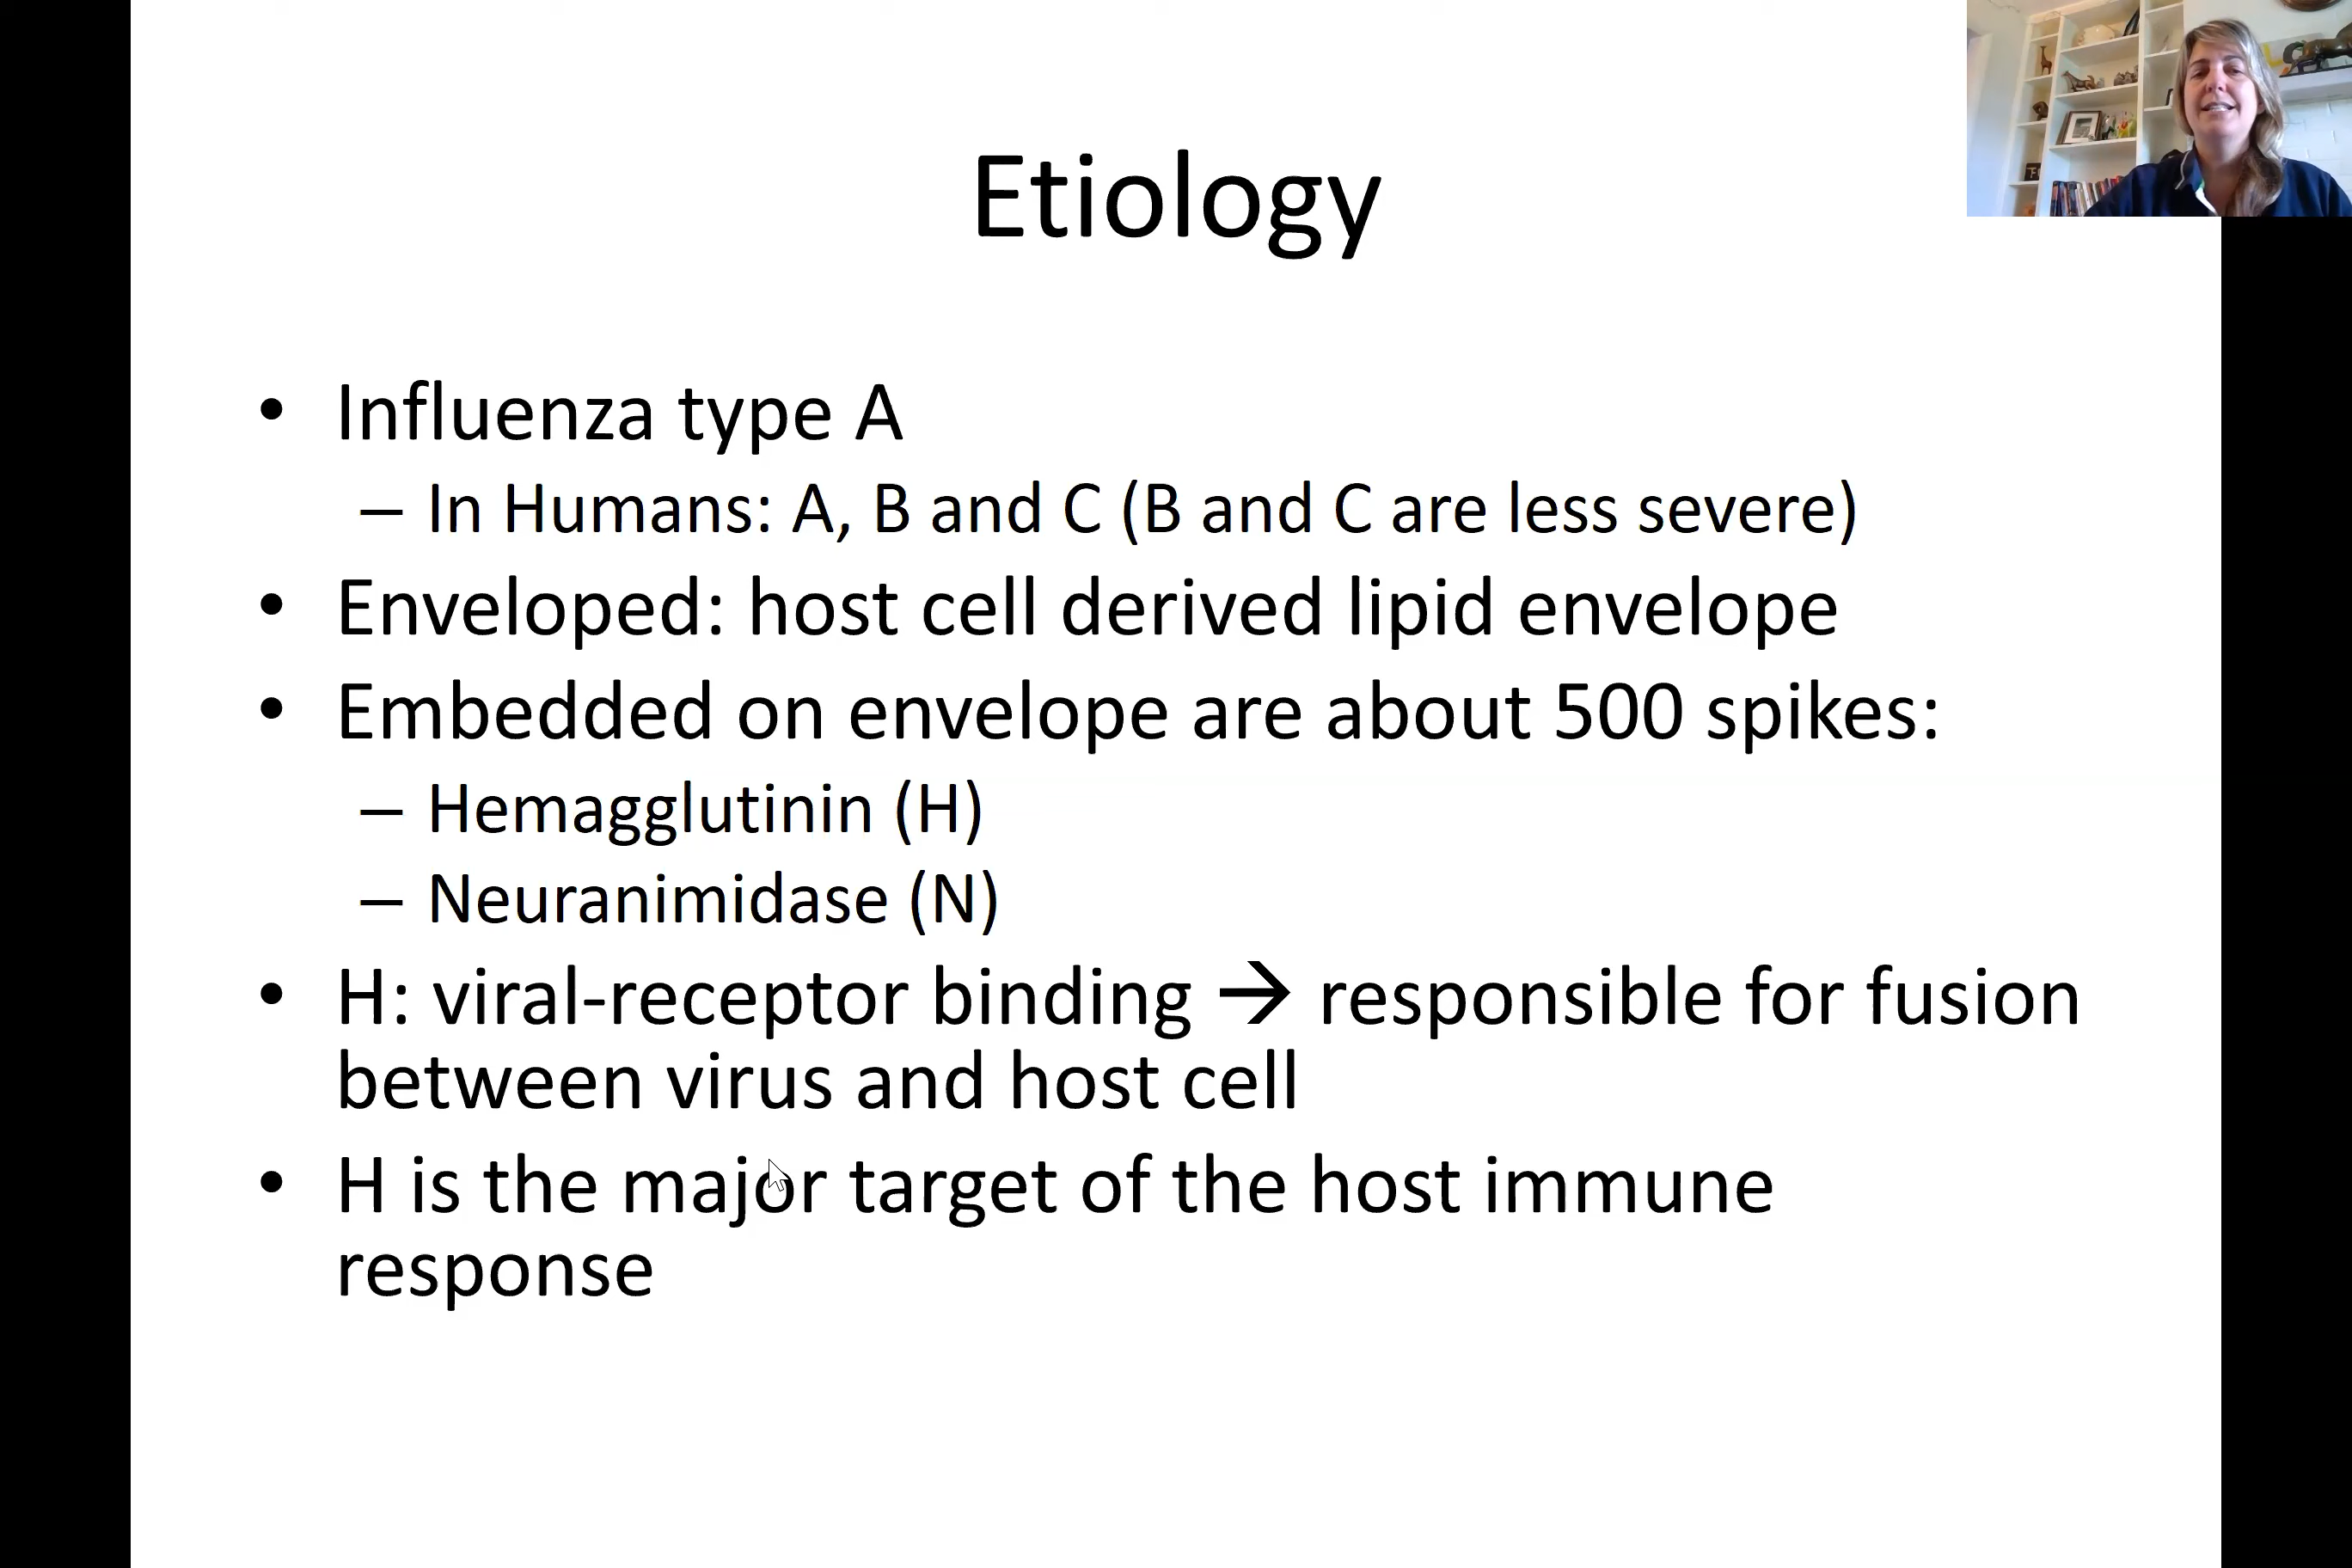 Etiology
• Influenza type A
– In Humans: A, B and C (B and C are less severe)
• Enveloped: host cell derived lipid envelope
• Embedded on envelope are about 500 spikes:
– Hemagglutinin (H)
– Neuranimidase (N)
• H: viral-receptor binding → responsible for fusion
between virus and host cell
• H is the major target of the host immune
response